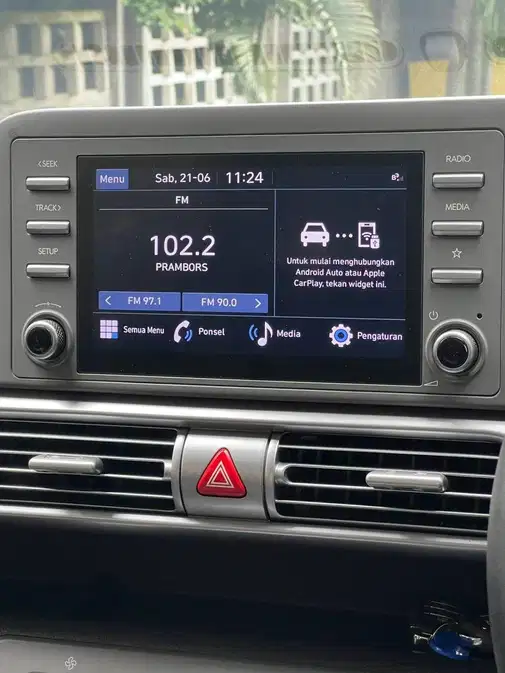 <SEEK
TRACK>
SETUP
RADIO
MEDIA
Menu
Sab, 21-06
11:24
FM
102.2
PRAMBORS
< FM 97.1
FM 90.0 >
Untuk mulai menghubungkan
Android Auto atau Apple
CarPlay, tekan widget ini.
Semua Menu
Ponsel
Media
Pengaturan